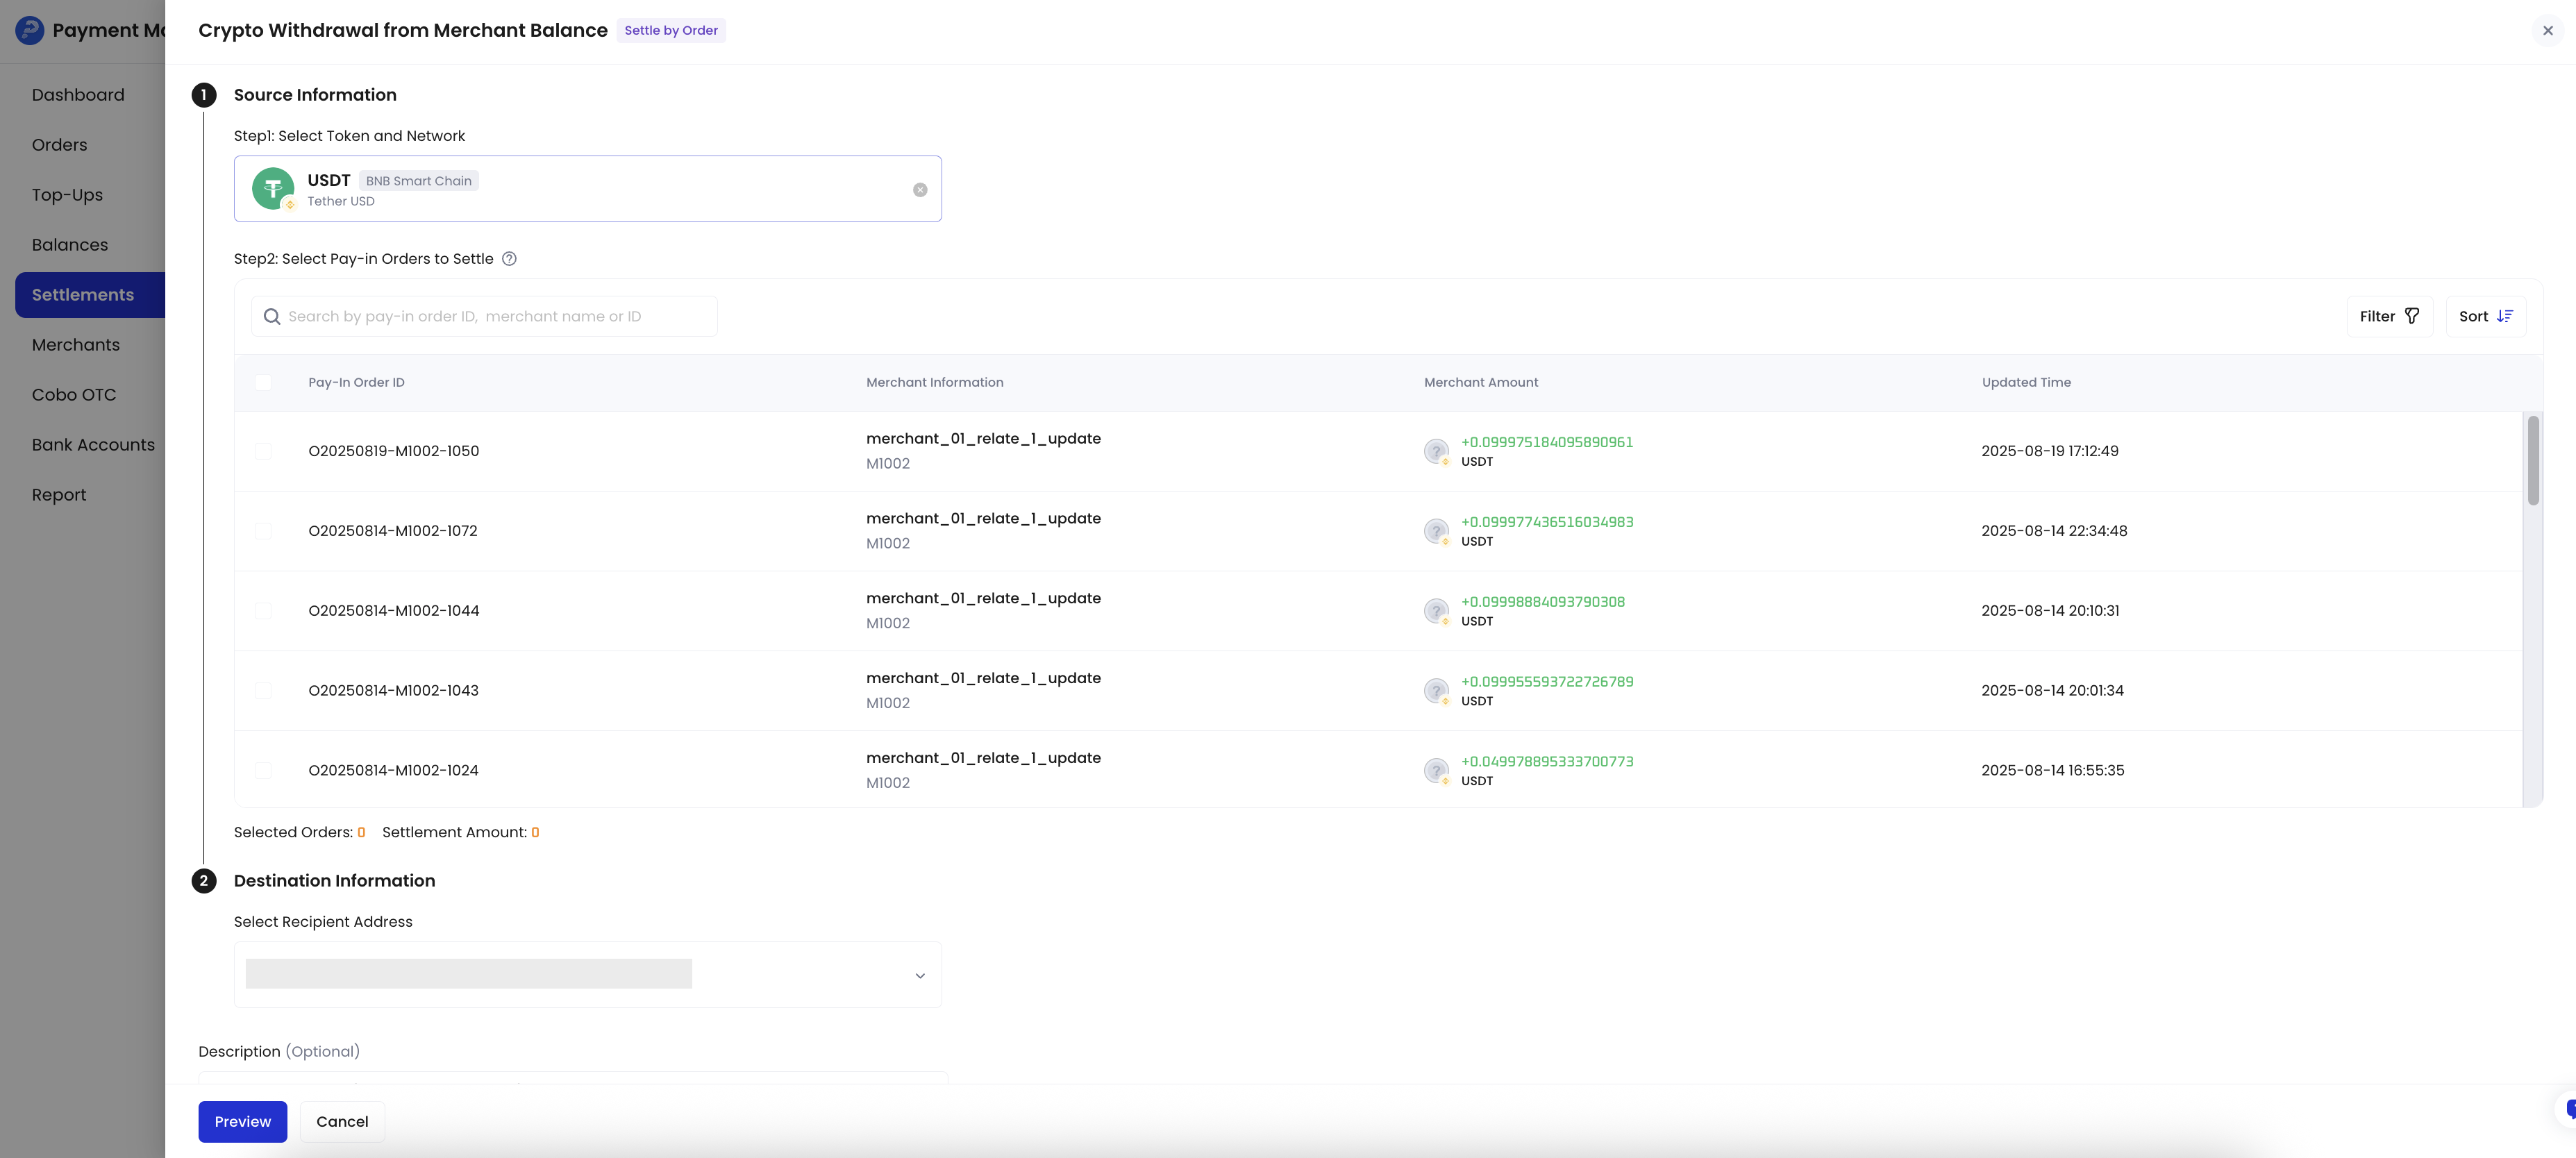 Payment Ma
Crypto Withdrawal from Merchant Balance Settle by Order
Dashboard
Orders
Top-Ups
Balances
Settlements
Merchants
Cobo OTC
Bank Accounts
Report
1 Source Information
Step1: Select Token and Network
USDT BNB Smart Chain
Tether USD
Step2: Select Pay-in Orders to Settle
Search by pay-in order ID, merchant name or ID
Filter
Sort
Pay-In Order ID Merchant Information Merchant Amount Updated Time
O20250819-M1002-1050 merchant_01_relate_1_update +0.099975184095890961 2025-08-19 17:12:49
M1002 USDT
O20250814-M1002-1072 merchant_01_relate_1_update +0.099977436516034983 2025-08-14 22:34:48
M1002 USDT
O20250814-M1002-1044 merchant_01_relate_1_update +0.09998884093790308 2025-08-14 20:10:31
M1002 USDT
O20250814-M1002-1043 merchant_01_relate_1_update +0.099955593722726789 2025-08-14 20:01:34
M1002 USDT
O20250814-M1002-1024 merchant_01_relate_1_update +0.049978895333700773 2025-08-14 16:55:35
M1002 USDT
Selected Orders: 0 Settlement Amount: 0
2 Destination Information
Select Recipient Address
Description (Optional)
Preview
Cancel